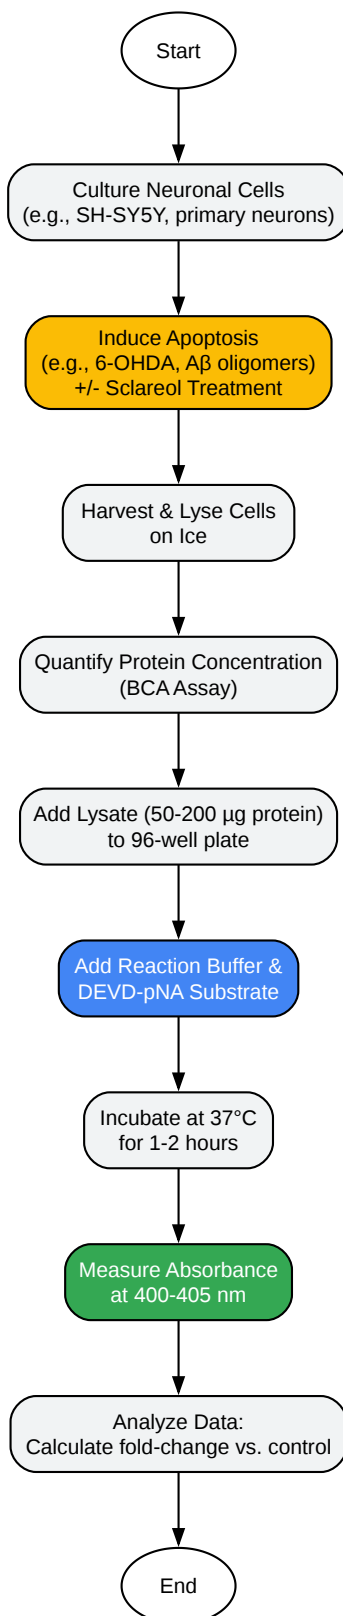 Start
Culture Neuronal Cells
(e.g., SH-SY5Y, primary neurons)
Induce Apoptosis
(e.g., 6-OHDA, Aβ oligomers)
+/- Sclareol Treatment
Harvest & Lyse Cells
on Ice
Quantify Protein Concentration
(BCA Assay)
Add Lysate (50-200 µg protein)
to 96-well plate
Add Reaction Buffer &
DEVD-pNA Substrate
Incubate at 37°C
for 1-2 hours
Measure Absorbance
at 400-405 nm
Analyze Data:
Calculate fold-change vs. control
End